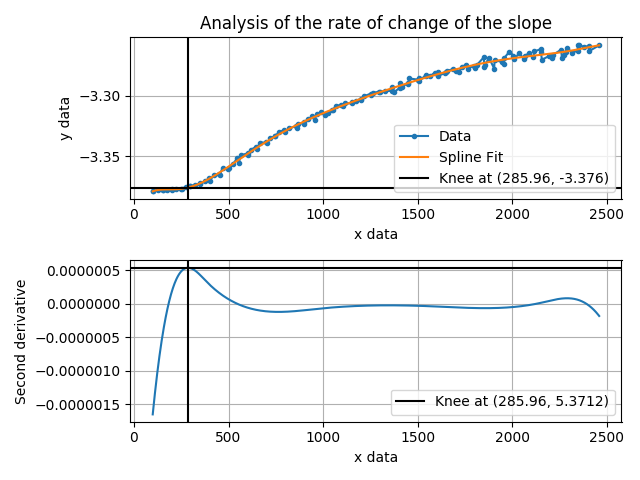 Analysis of the rate of change of the slope
−3.30
−3.35
y data
Data
Spline Fit
Knee at (285.96, -3.376)
0 500 1000 1500 2000 2500
x data
0.0000005
0.0000000
−0.0000005
−0.0000010
−0.0000015
Second derivative
Knee at (285.96, 5.3712)
0 500 1000 1500 2000 2500
x data